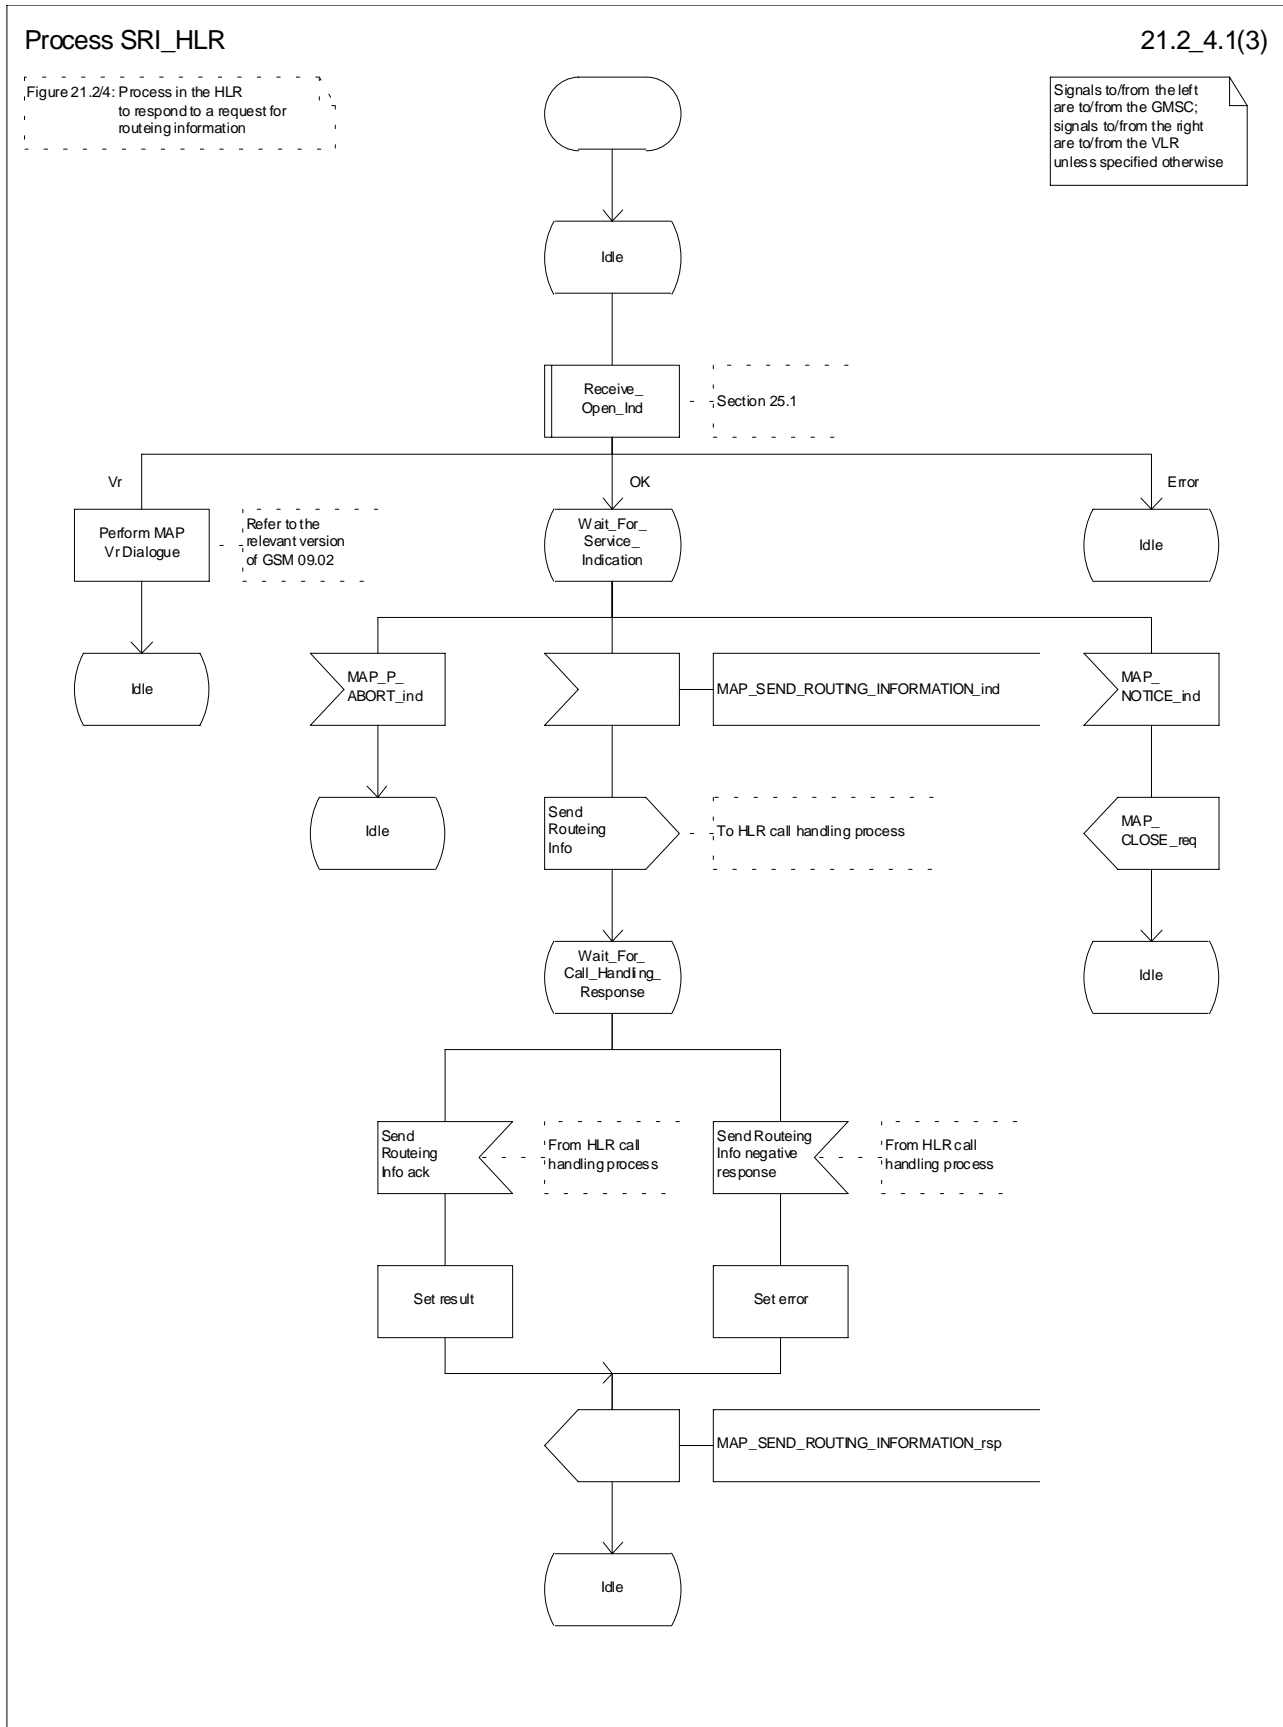 Process SRI_HLR
21.2_4.1(3)
Figure 21.2/4: Process in the HLR
to respond to a request for
routeing information
Signals to/from the left
are to/from the GMSC;
signals to/from the right
are to/from the VLR
unless specified otherwise
Idle
Receive_
Open_Ind
Section 25.1
Vr
OK
Error
Perform MAP
Vr Dialogue
Refer to the
relevant version
of GSM 09.02
Wait_For_
Service_
Indication
Idle
Idle
MAP_P_
ABORT_ind
MAP_SEND_ROUTING_INFORMATION_ind
MAP_
NOTICE_ind
Idle
Send
Routeing
Info
To HLR call handling process
MAP_
CLOSE_req
Wait_For_
Call_Handling_
Response
Idle
Send
Routeing
Info ack
From HLR call
handling process
Send Routeing
Info negative
response
From HLR call
handling process
Set result
Set error
MAP_SEND_ROUTING_INFORMATION_rsp
Idle